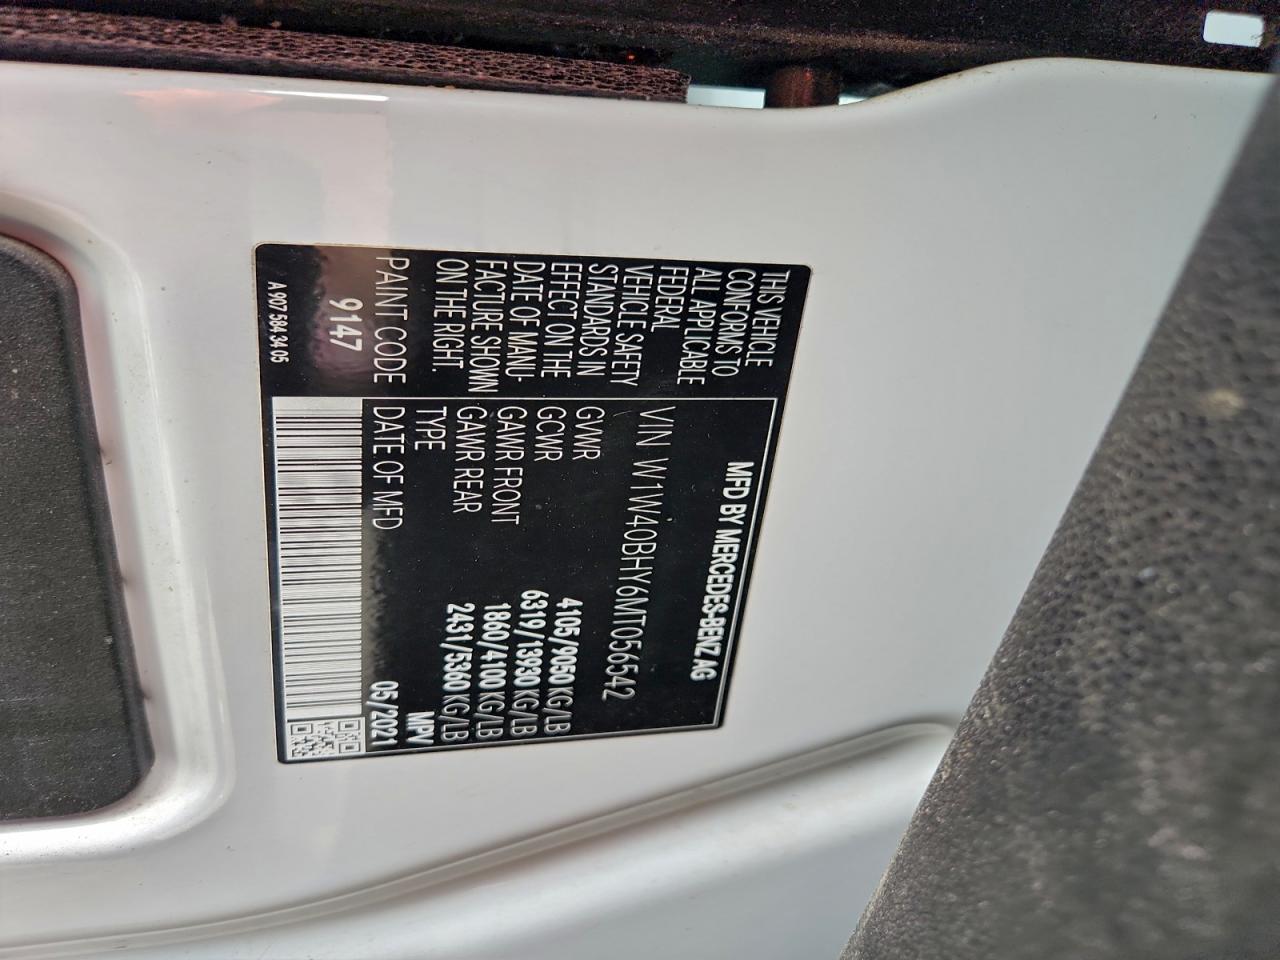 MFD BY MERCEDES-BENZ AG
THIS VEHICLE
CONFORMS TO
ALL APPLICABLE
FEDERAL
VEHICLE SAFETY
STANDARDS IN
EFFECT ON THE
DATE OF MANU-
FACTURE SHOWN
ON THE RIGHT.
PAINT CODE
9147
A 907 584 34 05
VIN W1W40BHY6MT056542
GVWR 4105/9050 KG/LB
GCWR 6319/13930 KG/LB
GAWR FRONT 1860/4100 KG/LB
GAWR REAR 2431/5360 KG/LB
TYPE MPV
DATE OF MFD 05/2021